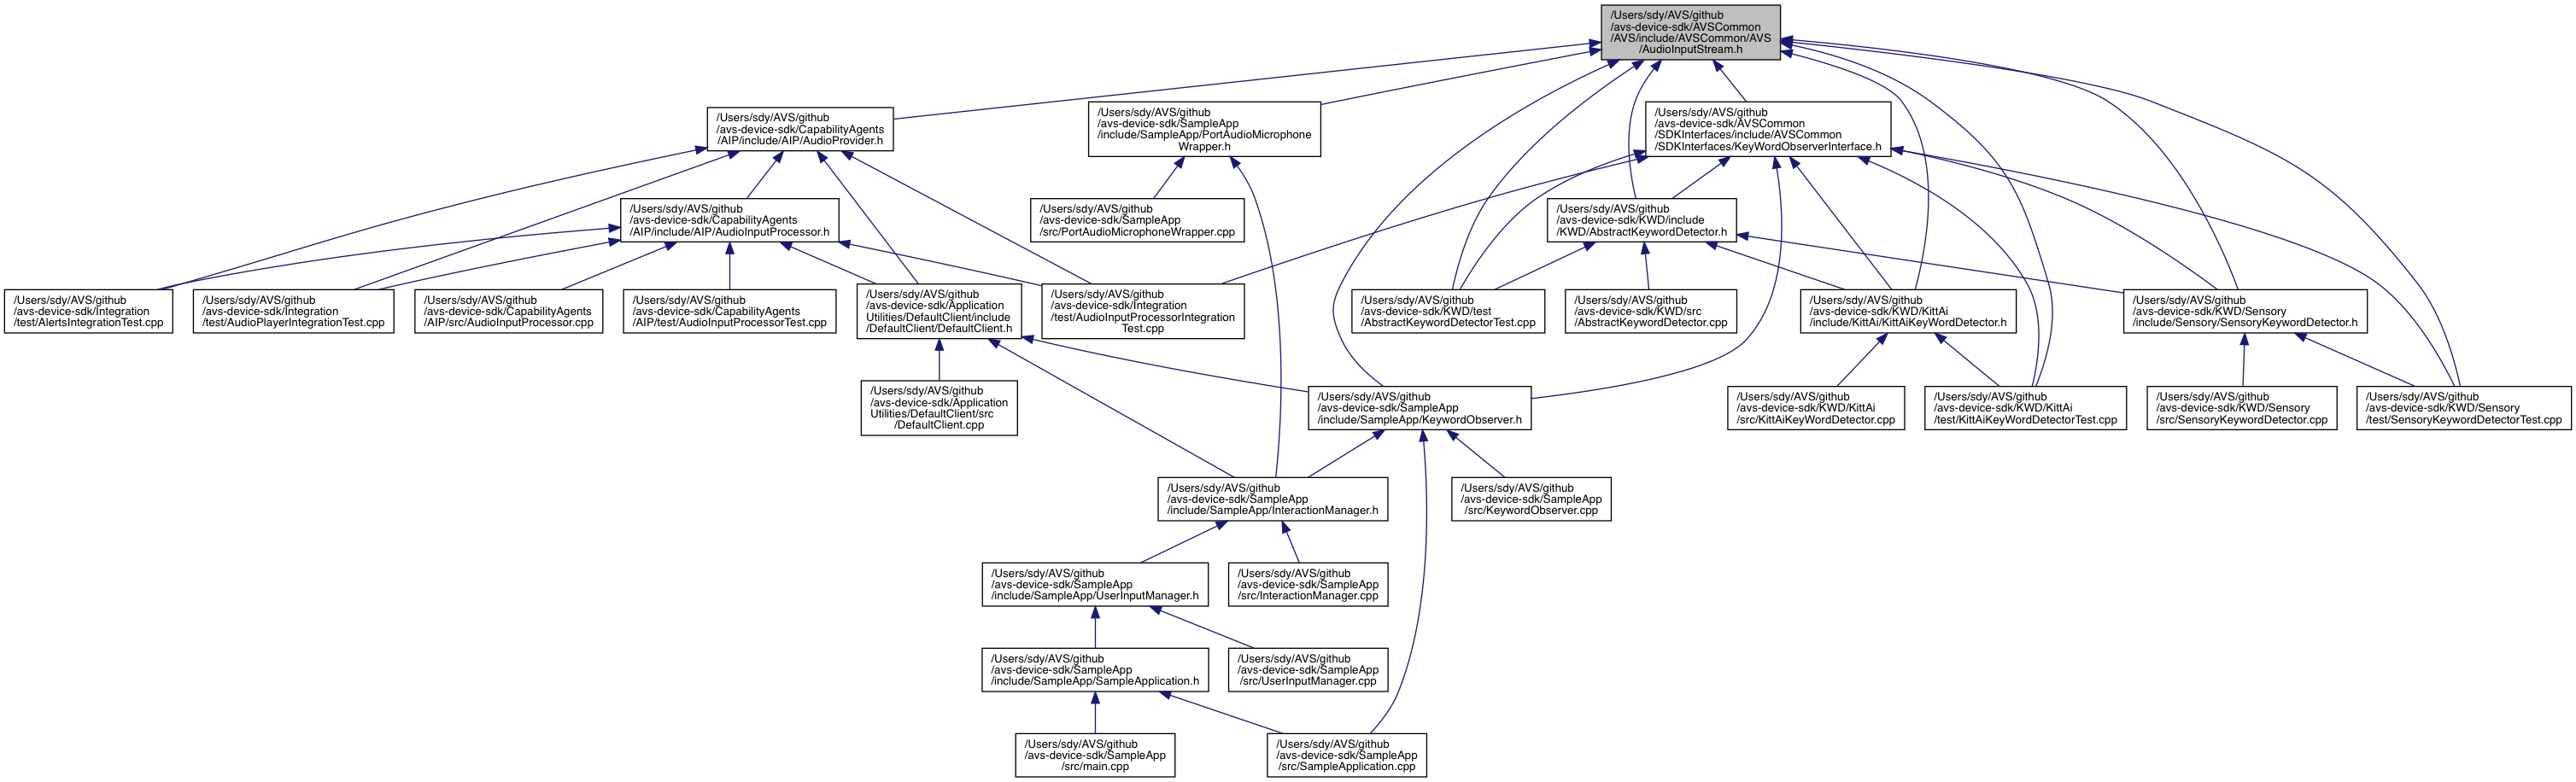 /Users/sdy/AVS/github
/avs-device-sdk/AVSCommon
/AVS/include/AVSCommon/AVS
/AudioInputStream.h
/Users/sdy/AVS/github
/avs-device-sdk/CapabilityAgents
/AIP/include/AIP/AudioProvider.h
/Users/sdy/AVS/github
/avs-device-sdk/SampleApp
/include/SampleApp/PortAudioMicrophone
Wrapper.h
/Users/sdy/AVS/github
/avs-device-sdk/AVSCommon
/SDKInterfaces/include/AVSCommon
/SDKInterfaces/KeyWordObserverInterface.h
/Users/sdy/AVS/github
/avs-device-sdk/CapabilityAgents
/AIP/include/AIP/AudioInputProcessor.h
/Users/sdy/AVS/github
/avs-device-sdk/SampleApp
/src/PortAudioMicrophoneWrapper.cpp
/Users/sdy/AVS/github
/avs-device-sdk/KWD/include
/KWD/AbstractKeywordDetector.h
/Users/sdy/AVS/github
/avs-device-sdk/Integration
/test/AlertsIntegrationTest.cpp
/Users/sdy/AVS/github
/avs-device-sdk/Integration
/test/AudioPlayerIntegrationTest.cpp
/Users/sdy/AVS/github
/avs-device-sdk/CapabilityAgents
/AIP/src/AudioInputProcessor.cpp
/Users/sdy/AVS/github
/avs-device-sdk/CapabilityAgents
/AIP/test/AudioInputProcessorTest.cpp
/Users/sdy/AVS/github
/avs-device-sdk/Application
Utilities/DefaultClient/include
/DefaultClient/DefaultClient.h
/Users/sdy/AVS/github
/avs-device-sdk/Integration
/test/AudioInputProcessorIntegration
Test.cpp
/Users/sdy/AVS/github
/avs-device-sdk/KWD/test
/AbstractKeywordDetectorTest.cpp
/Users/sdy/AVS/github
/avs-device-sdk/KWD/src
/AbstractKeywordDetector.cpp
/Users/sdy/AVS/github
/avs-device-sdk/KWD/KittAi
/include/KittAi/KittAiKeyWordDetector.h
/Users/sdy/AVS/github
/avs-device-sdk/KWD/Sensory
/include/Sensory/SensoryKeywordDetector.h
/Users/sdy/AVS/github
/avs-device-sdk/Application
Utilities/DefaultClient/src
/DefaultClient.cpp
/Users/sdy/AVS/github
/avs-device-sdk/SampleApp
/include/SampleApp/KeywordObserver.h
/Users/sdy/AVS/github
/avs-device-sdk/KWD/KittAi
/src/KittAiKeyWordDetector.cpp
/Users/sdy/AVS/github
/avs-device-sdk/KWD/KittAi
/test/KittAiKeyWordDetectorTest.cpp
/Users/sdy/AVS/github
/avs-device-sdk/KWD/Sensory
/src/SensoryKeywordDetector.cpp
/Users/sdy/AVS/github
/avs-device-sdk/KWD/Sensory
/test/SensoryKeywordDetectorTest.cpp
/Users/sdy/AVS/github
/avs-device-sdk/SampleApp
/include/SampleApp/InteractionManager.h
/Users/sdy/AVS/github
/avs-device-sdk/SampleApp
/src/KeywordObserver.cpp
/Users/sdy/AVS/github
/avs-device-sdk/SampleApp
/include/SampleApp/UserInputManager.h
/Users/sdy/AVS/github
/avs-device-sdk/SampleApp
/src/InteractionManager.cpp
/Users/sdy/AVS/github
/avs-device-sdk/SampleApp
/include/SampleApp/SampleApplication.h
/Users/sdy/AVS/github
/avs-device-sdk/SampleApp
/src/UserInputManager.cpp
/Users/sdy/AVS/github
/avs-device-sdk/SampleApp
/src/main.cpp
/Users/sdy/AVS/github
/avs-device-sdk/SampleApp
/src/SampleApplication.cpp